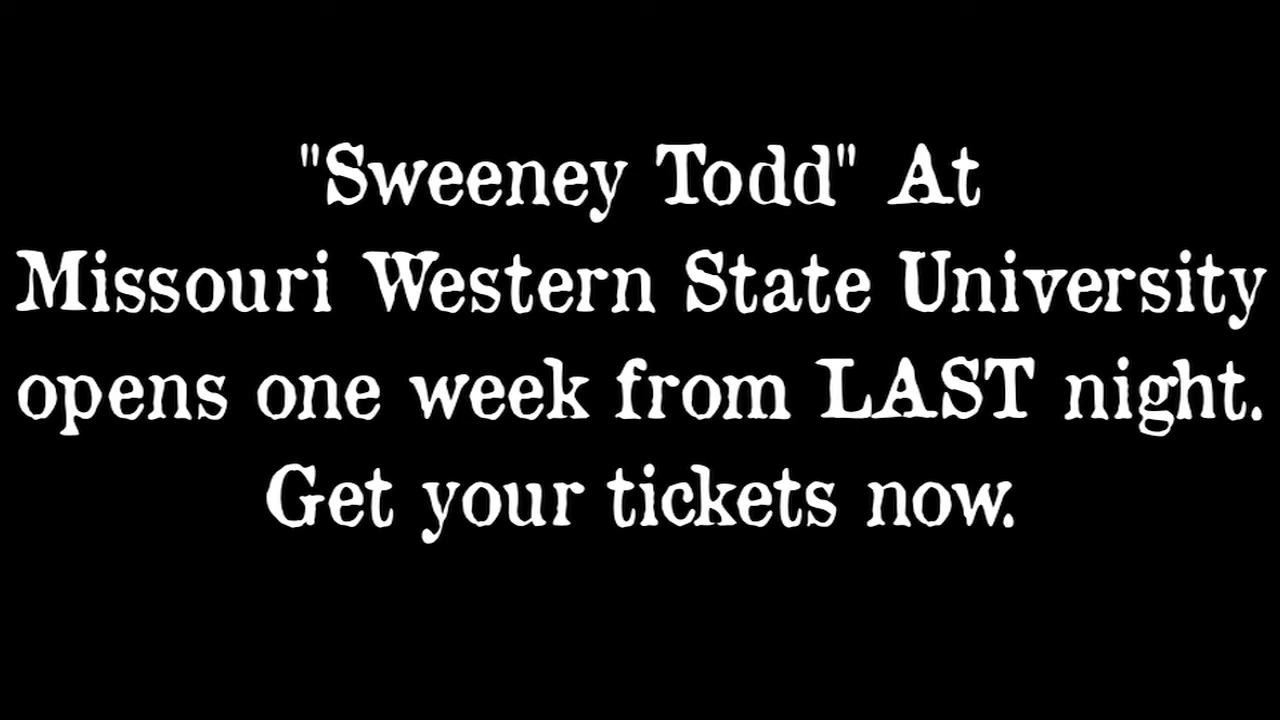 "Sweeney Todd" At
Missouri Western State University
opens one week from LAST night.
Get your tickets now.